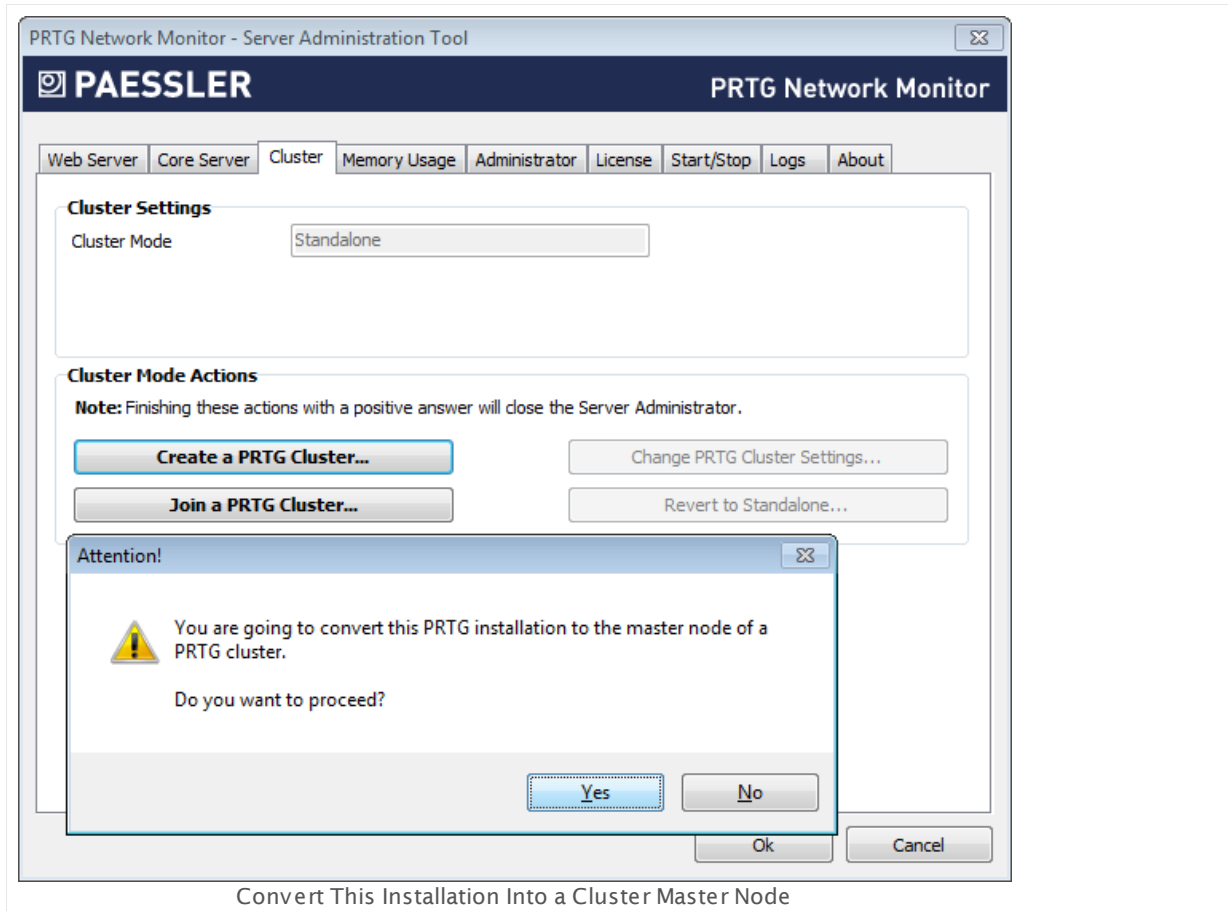 PRTG Network Monitor - Server Administration Tool
PAESSLER
PRTG Network Monitor
Web Server Core Server Cluster Memory Usage Administrator License Start/Stop Logs About
Cluster Settings
Cluster Mode Standalone
Cluster Mode Actions
Note: Finishing these actions with a positive answer will close the Server Administrator.
Create a PRTG Cluster... Change PRTG Cluster Settings...
Join a PRTG Cluster... Revert to Standalone...
Attention!
You are going to convert this PRTG installation to the master node of a
PRTG cluster.
Do you want to proceed?
Yes No
Ok Cancel
Convert This Installation Into a Cluster Master Node